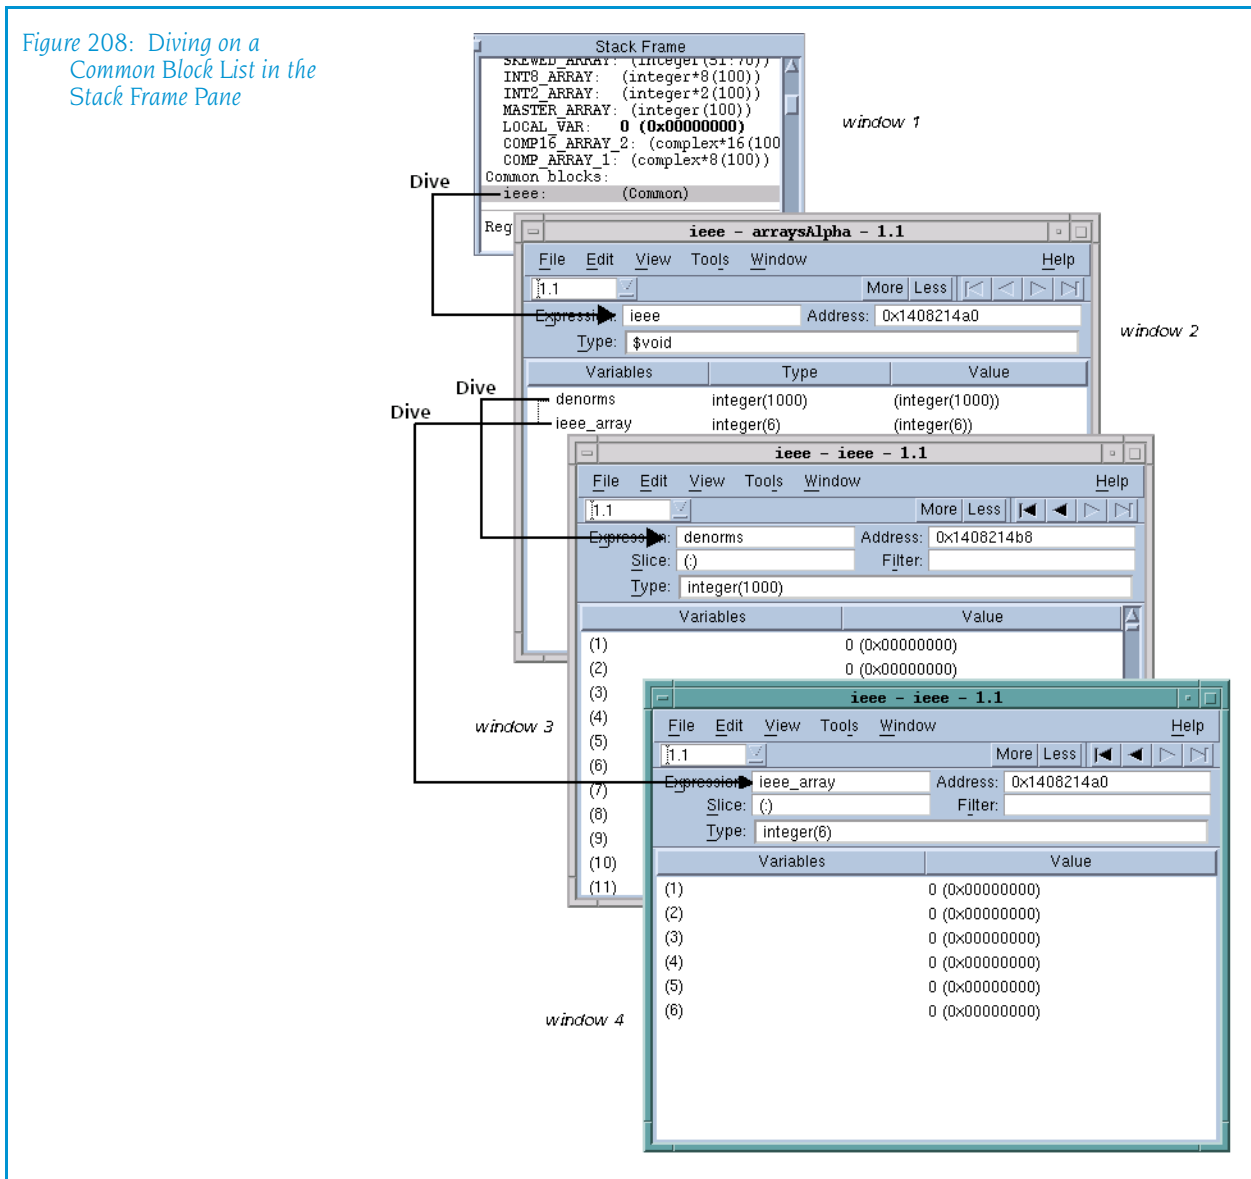 Figure 208: Diving on a
Common Block List in the
Stack Frame Pane
Stack Frame
SKEWED_ARRAY: (integer(51:70))
INT8_ARRAY: (integer*8(100))
INT2_ARRAY: (integer*2(100))
MASTER_ARRAY: (integer(100))
LOCAL_VAR: 0 (0x00000000)
COMP16_ARRAY_2: (complex*16(100
COMP_ARRAY_1: (complex*8(100))
Common blocks:
ieee: (Common)
Reg
window 1
Dive
ieee - arraysAlpha - 1.1
File Edit View Tools Window Help
1.1 More Less
Expression: ieee Address: 0x1408214a0
Type: $void
window 2
Variables Type Value
denorms integer(1000) (integer(1000))
ieee_array integer(6) (integer(6))
Dive
Dive
ieee - ieee - 1.1
File Edit View Tools Window Help
1.1 More Less
Expression: denorms Address: 0x1408214b8
Slice: (:) Filter:
Type: integer(1000)
Variables Value
(1) 0 (0x00000000)
(2) 0 (0x00000000)
(3)
(4)
(5)
(6)
(7)
(8)
(9)
(10)
(11)
window 3
ieee - ieee - 1.1
File Edit View Tools Window Help
1.1 More Less
Expression: ieee_array Address: 0x1408214a0
Slice: (:) Filter:
Type: integer(6)
Variables Value
(1) 0 (0x00000000)
(2) 0 (0x00000000)
(3) 0 (0x00000000)
(4) 0 (0x00000000)
(5) 0 (0x00000000)
(6) 0 (0x00000000)
window 4